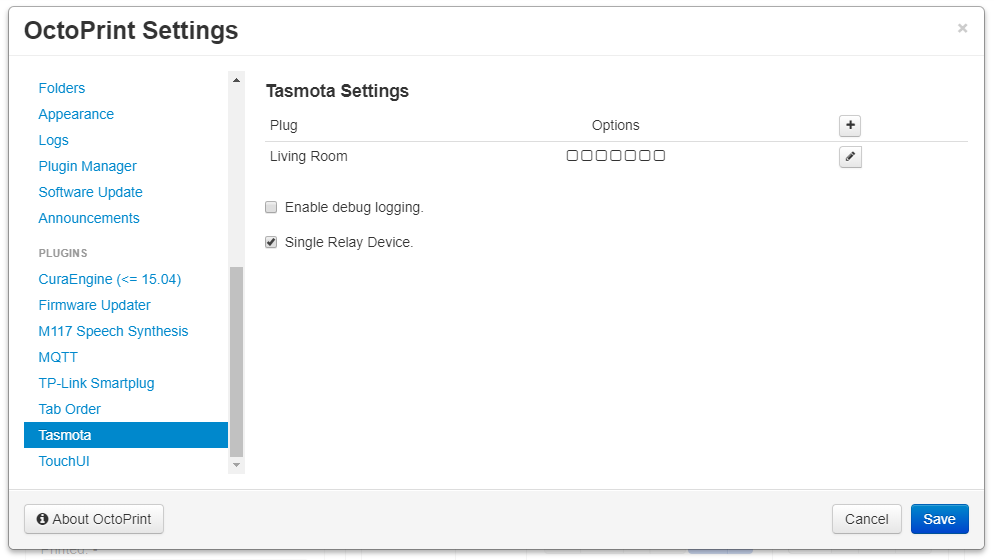 OctoPrint Settings
×
Folders
Appearance
Logs
Plugin Manager
Software Update
Announcements
PLUGINS
CuraEngine (<= 15.04)
Firmware Updater
M117 Speech Synthesis
MQTT
TP-Link Smartplug
Tab Order
Tasmota
TouchUI
Tasmota Settings
Plug Options
Living Room
Enable debug logging.
Single Relay Device.
About OctoPrint
Cancel
Save
Printed: -